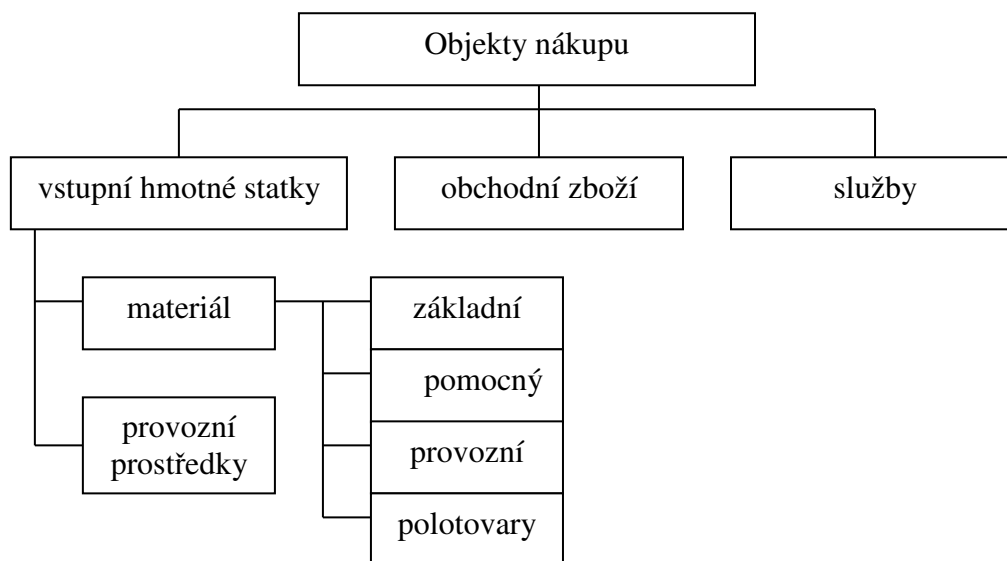 Objekty nákupu
vstupní hmotné statky
obchodní zboží
služby
materiál
základní
pomocný
provozní
prostředky
provozní
polotovary